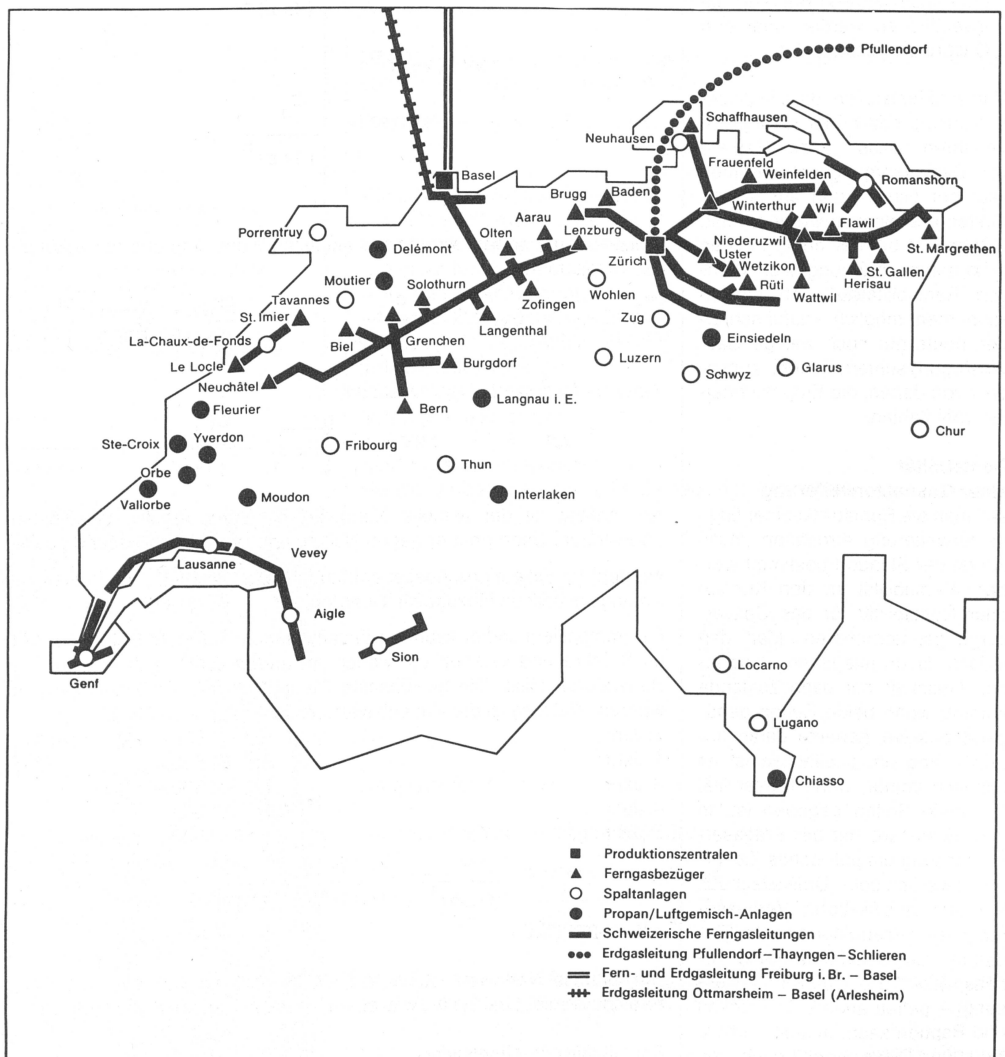 Pfullendorf
Schaffhausen
Neuhausen
Frauenfeld
Weinfelden
Romanshorn
Basel
Baden
Brugg
Winterthur
Wil
Flawil
Aarau
Porrentruy
Olten
Lenzburg
St. Margrethen
Delémont
Zürich
Niederuzwil
Uster
St. Gallen
Wetzikon
Herisau
Moutier
Solothurn
Wohlen
Rüti
Wattwil
Tavannes
Zofingen
St. Imier
Zug
Langenthal
La-Chaux-de-Fonds
Biel
Grenchen
Einsiedeln
Luzern
Le Locle
Burgdorf
Schwyz
Glarus
Neuchâtel
Langnau i. E.
Bern
Fleurier
Chur
Ste-Croix
Yverdon
Fribourg
Thun
Orbe
Interlaken
Vallorbe
Moudon
Vevey
Lausanne
Aigle
Sion
Locarno
Genf
Lugano
Chiasso
Produktionszentralen
Ferngasbezüger
Spaltanlagen
Propan/Luftgemisch-Anlagen
Schweizerische Ferngasleitungen
Erdgasleitung Pfullendorf–Thayngen–Schlieren
Fern- und Erdgasleitung Freiburg i. Br. – Basel
Erdgasleitung Ottmarsheim – Basel (Arlesheim)